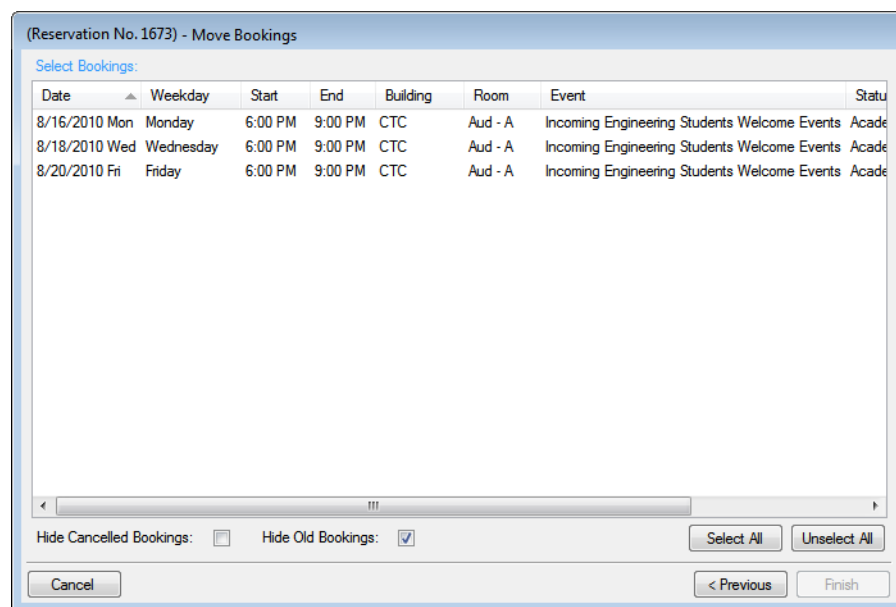 (Reservation No. 1673) - Move Bookings
Select Bookings:
Date Weekday Start End Building Room Event Statu
8/16/2010 Mon Monday 6:00 PM 9:00 PM CTC Aud - A Incoming Engineering Students Welcome Events Acade
8/18/2010 Wed Wednesday 6:00 PM 9:00 PM CTC Aud - A Incoming Engineering Students Welcome Events Acade
8/20/2010 Fri Friday 6:00 PM 9:00 PM CTC Aud - A Incoming Engineering Students Welcome Events Acade
Hide Cancelled Bookings: Hide Old Bookings: Select All Unselect All
Cancel < Previous Finish